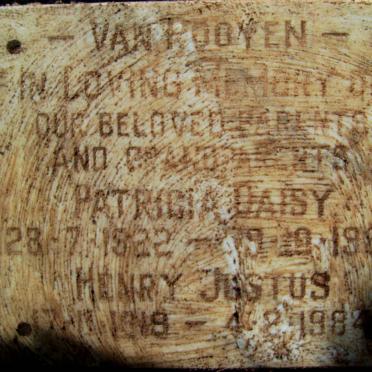 — VAN ROOYEN —
IN LOVING MEMORY
OUR BELOVED PARENTS
AND GRANDPARENTS
PATRICIA DAISY
28-7-1922 —
HENRY JUSTUS
— 4-2-1984